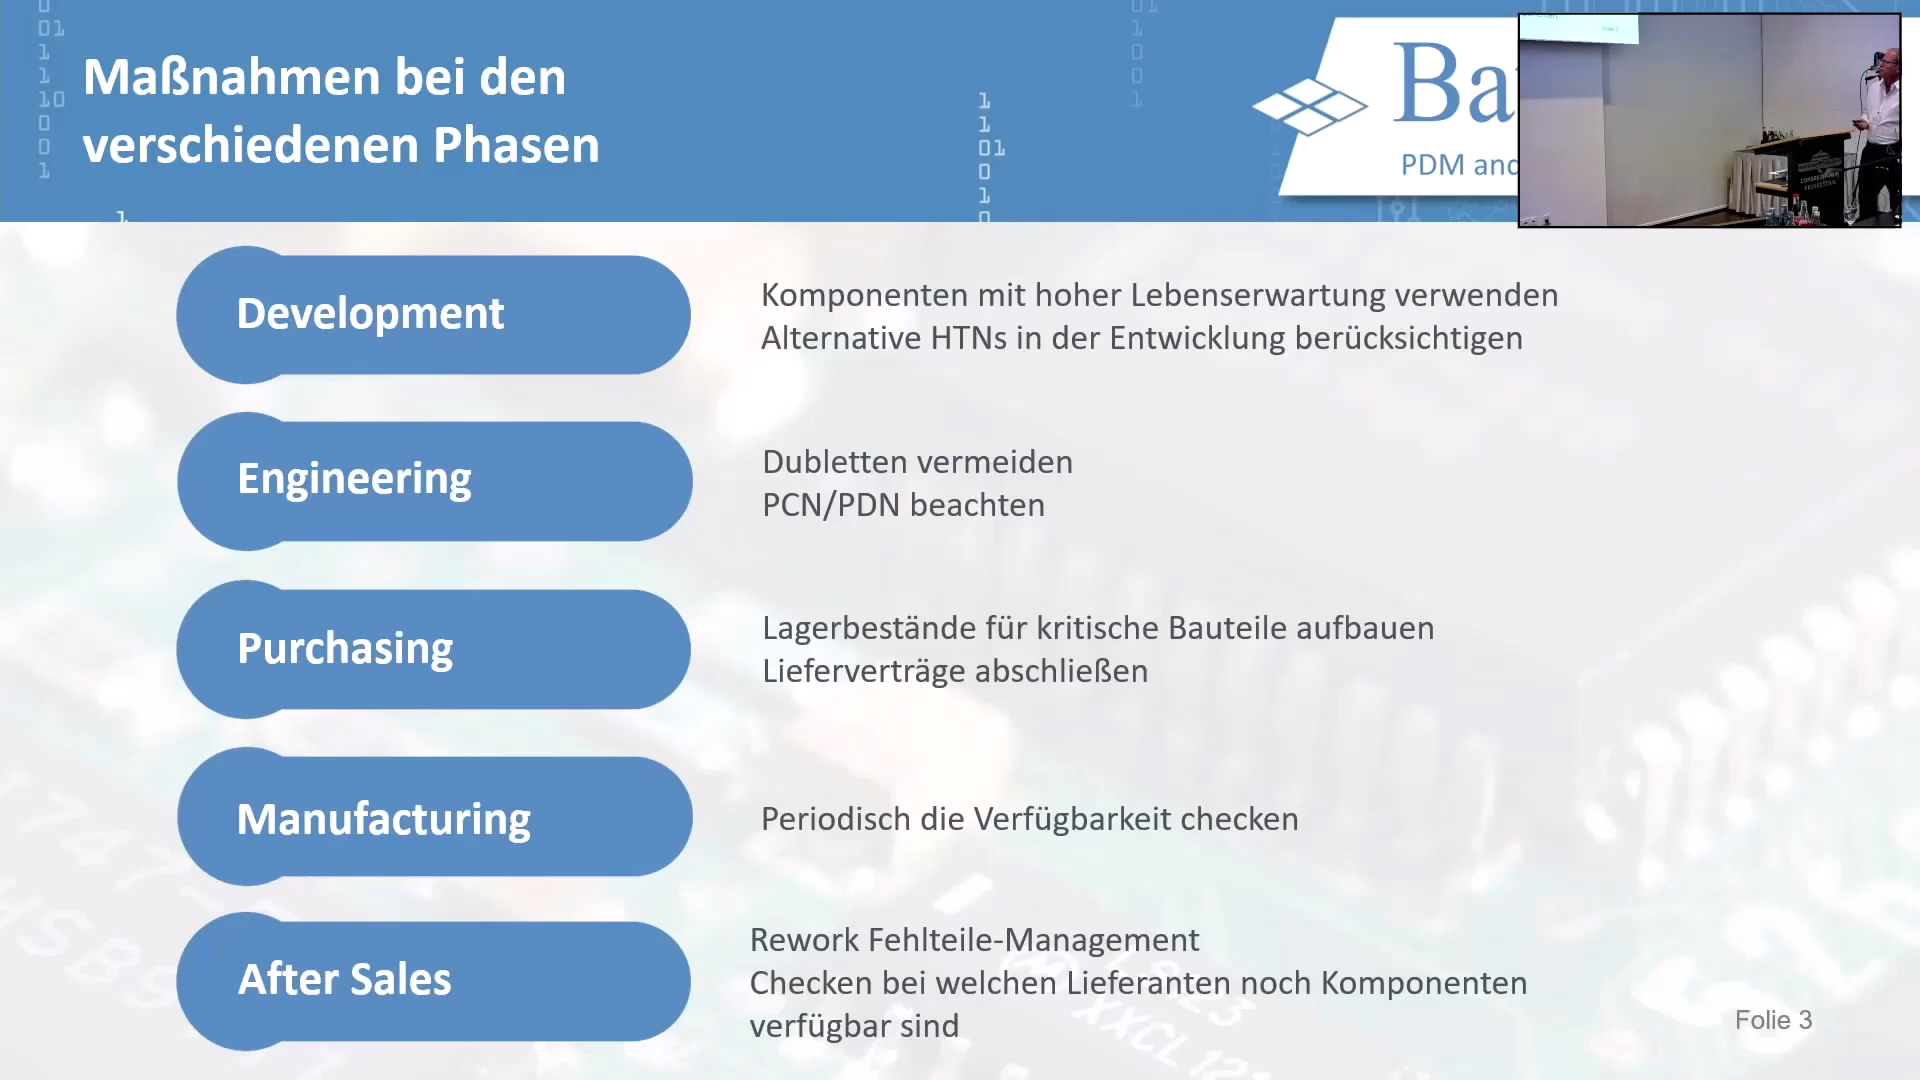 Maßnahmen bei den
verschiedenen Phasen
PDM and
Development
Komponenten mit hoher Lebenserwartung verwenden
Alternative HTNs in der Entwicklung berücksichtigen
Engineering
Dubletten vermeiden
PCN/PDN beachten
Purchasing
Lagerbestände für kritische Bauteile aufbauen
Lieferverträge abschließen
Manufacturing
Periodisch die Verfügbarkeit checken
After Sales
Rework Fehlteile-Management
Checken bei welchen Lieferanten noch Komponenten
verfügbar sind
Folie 3